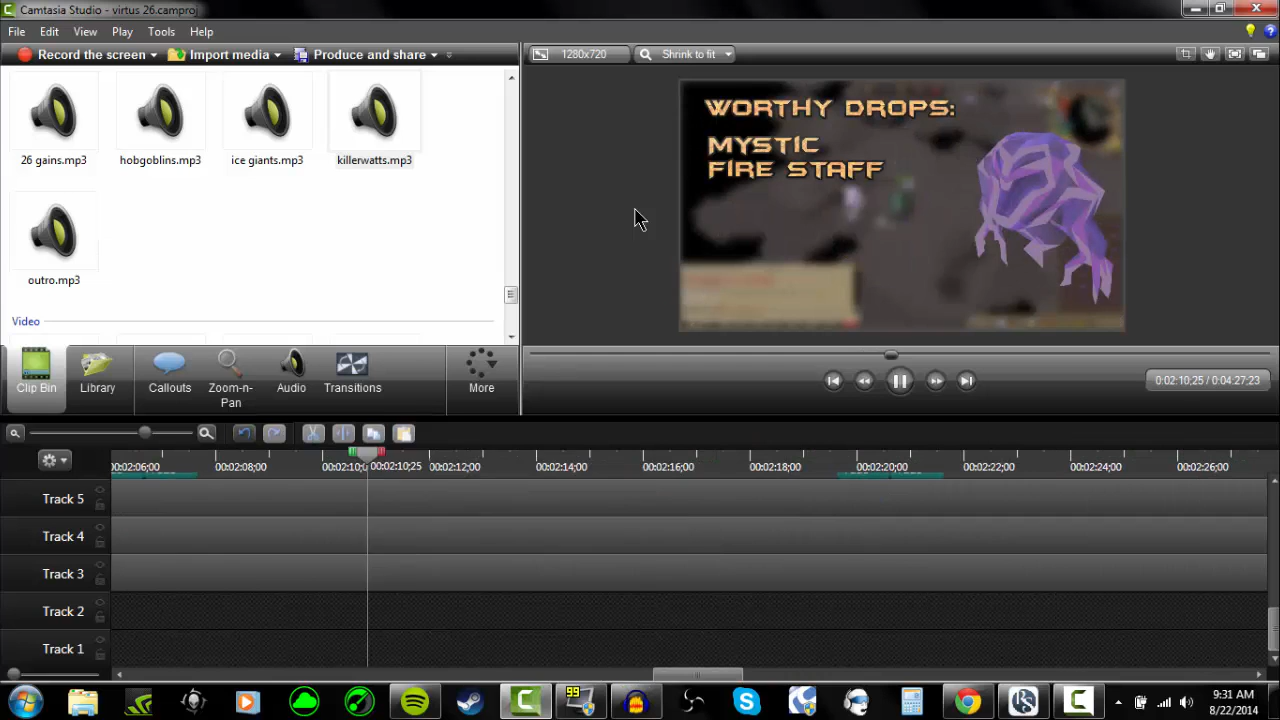 Camtasia Studio - virtus 26.camproj
File Edit View Play Tools Help
Record the screen Import media Produce and share
1280x720 Shrink to fit
26 gains.mp3 hobgoblins.mp3 ice giants.mp3 killerwatts.mp3
outro.mp3
Video
WORTHY DROPS:
MYSTIC
FIRE STAFF
Clip Bin Library Callouts Zoom-n-Pan Audio Transitions More
0:02:10;25 / 0:04:27;23
00:02:06;00 00:02:08;00 00:02:10;25 00:02:12;00 00:02:14;00 00:02:16;00 00:02:18;00 00:02:20;00 00:02:22;00 00:02:24;00 00:02:26;00
Track 5
Track 4
Track 3
Track 2
Track 1
99
9:31 AM
8/22/2014